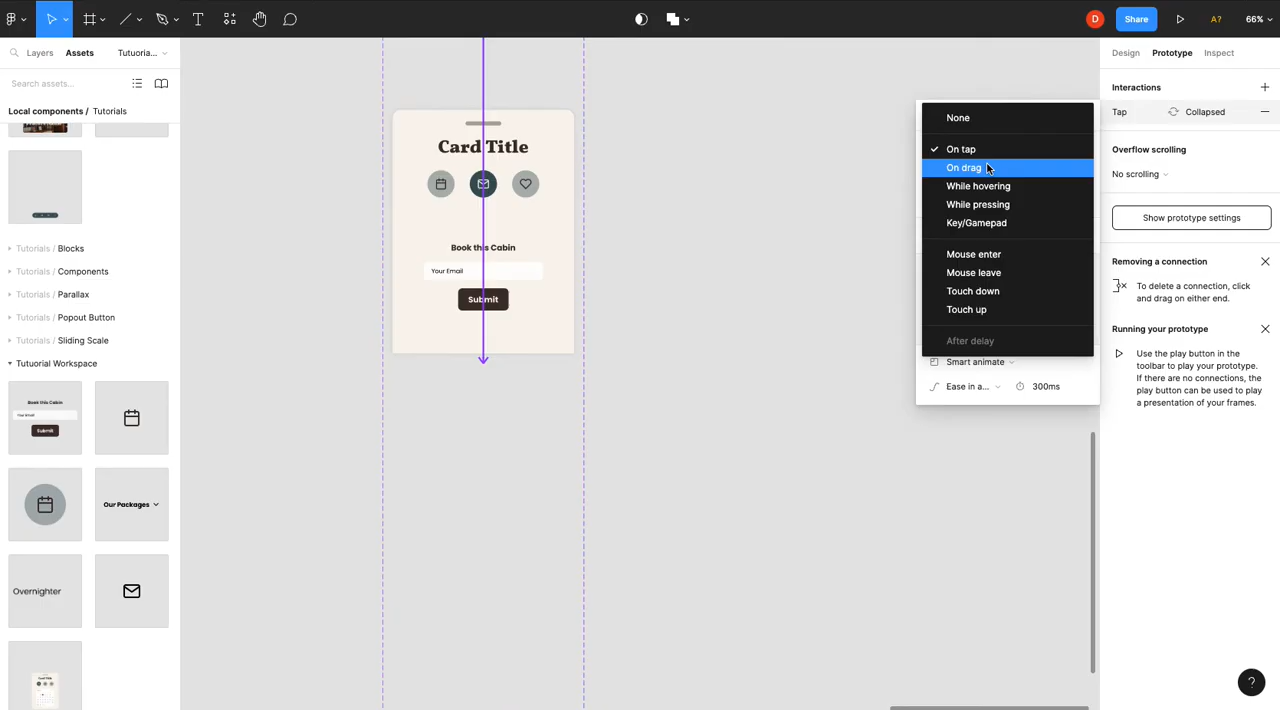 D
Share
A?
66%
Layers
Assets
Tutuoria...
Search assets...
Local components / Tutorials
Tutorials / Blocks
Tutorials / Components
Tutorials / Parallax
Tutorials / Popout Button
Tutorials / Sliding Scale
Tutuorial Workspace
Book this Cabin
Your Email
Submit
Our Packages
Overnighter
Card Title
Book this Cabin
Your Email
Submit
None
On tap
On drag
While hovering
While pressing
Key/Gamepad
Mouse enter
Mouse leave
Touch down
Touch up
After delay
Smart animate
Ease in a...
300ms
Design
Prototype
Inspect
Interactions
Tap
Collapsed
Overflow scrolling
No scrolling
Show prototype settings
Removing a connection
To delete a connection, click
and drag on either end.
Running your prototype
Use the play button in the
toolbar to play your prototype.
If there are no connections, the
play button can be used to play
a presentation of your frames.
?